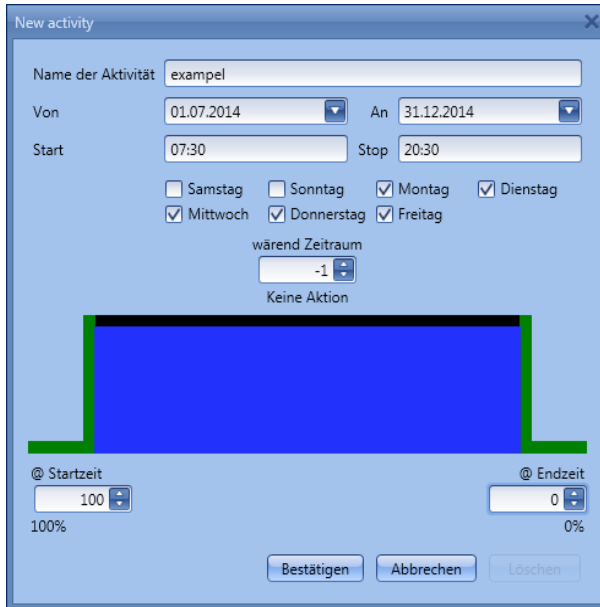 New activity
Name der Aktivität exampel
Von 01.07.2014 An 31.12.2014
Start 07:30 Stop 20:30
Samstag Sonntag Montag Dienstag
Mittwoch Donnerstag Freitag
wärend Zeitraum
-1
Keine Aktion
@ Startzeit @ Endzeit
100 0
100% 0%
Bestätigen Abbrechen Löschen